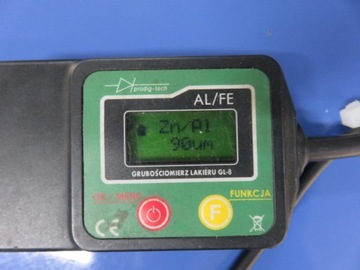 prodig-tech
AL/FE
Zn/Al
90um
GRUBOŚCIOMIERZ LAKIERU GL-8
FUNKCJA
F
CE